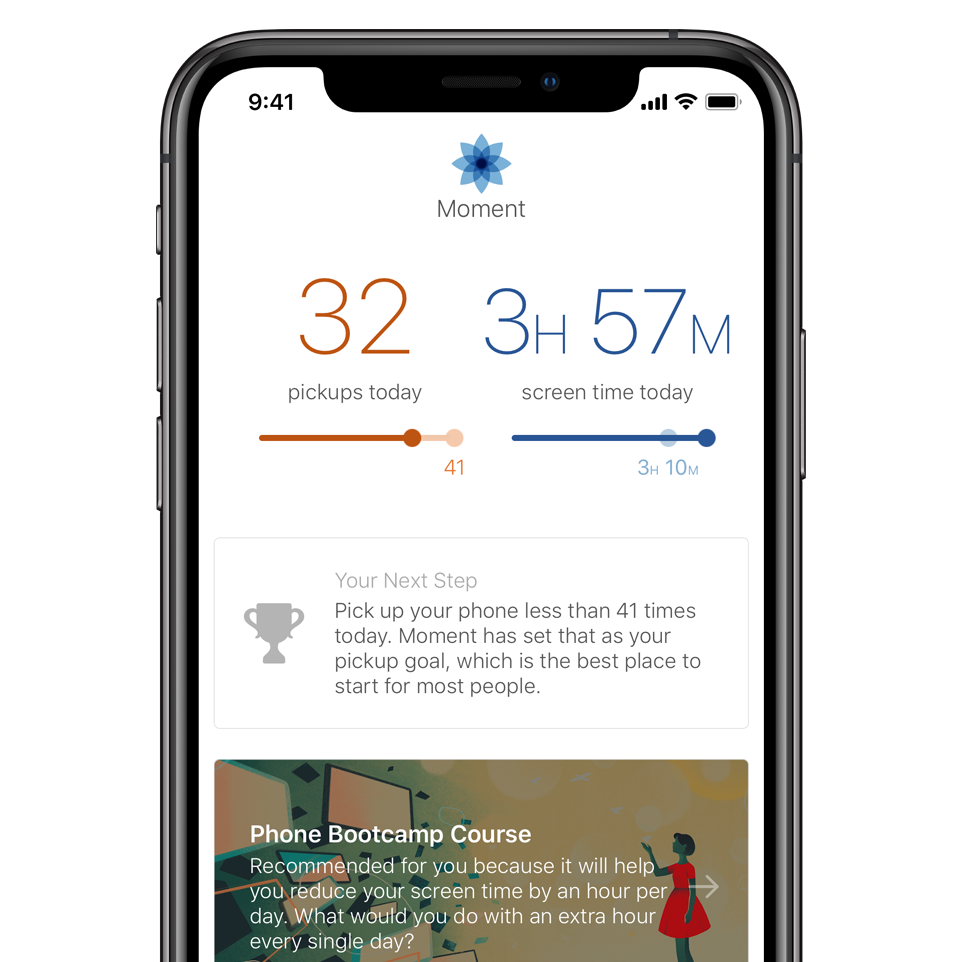 9:41
Moment
32
3H 57M
pickups today
screen time today
41
3H 10M
Your Next Step
Pick up your phone less than 41 times
today. Moment has set that as your
pickup goal, which is the best place to
start for most people.
Phone Bootcamp Course
Recommended for you because it will help
you reduce your screen time by an hour per
day. What would you do with an extra hour
every single day?